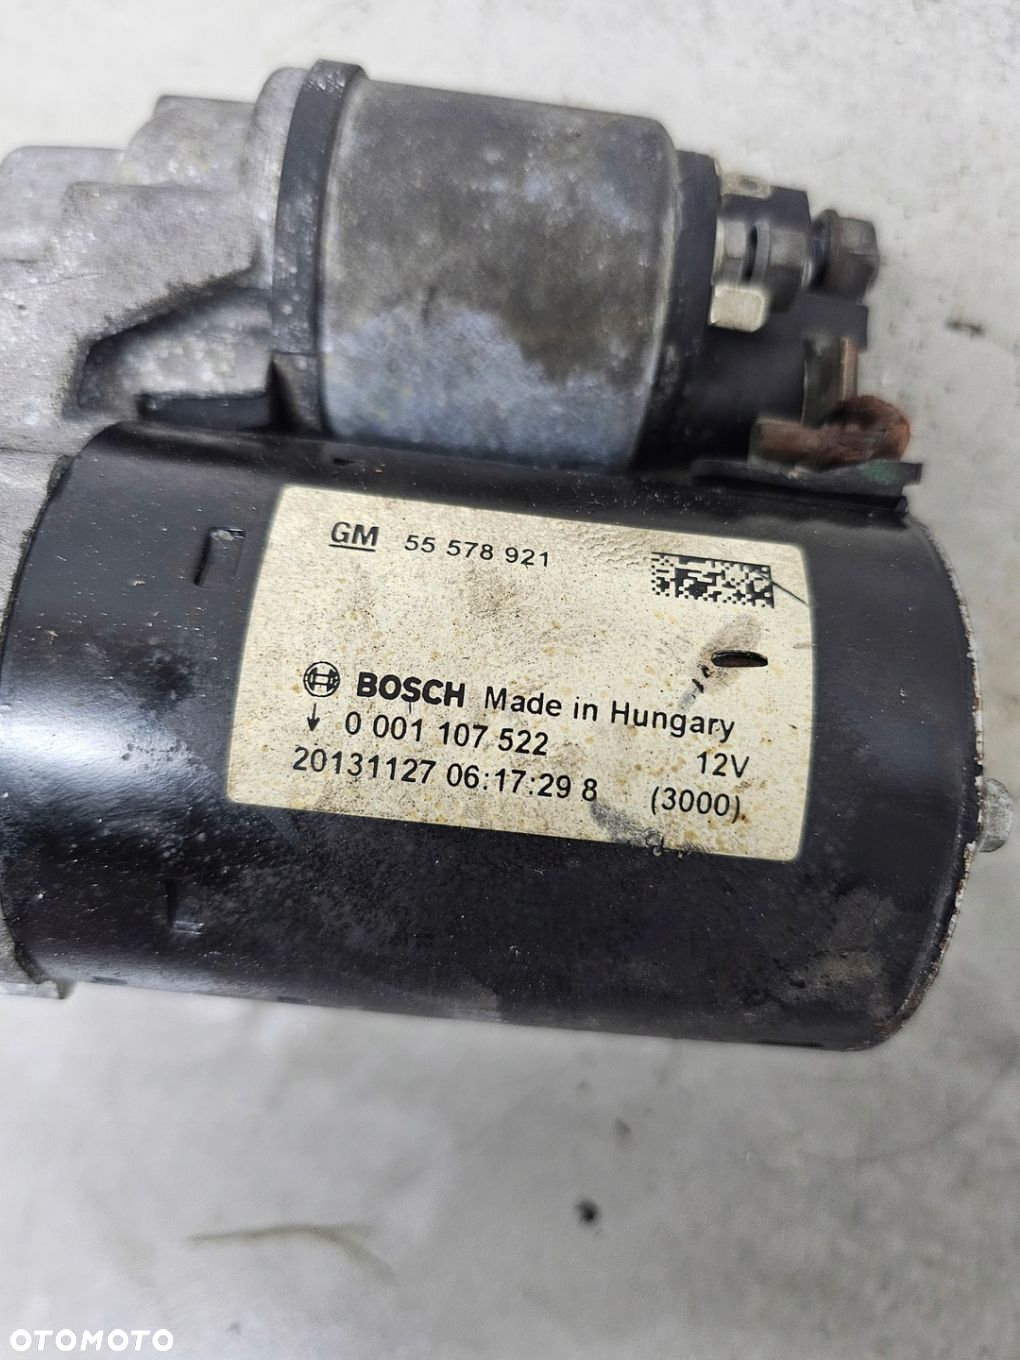 GM 55 578 921
BOSCH Made in Hungary
0 001 107 522 12V
20131127 06:17:29 8 (3000)
OTOMOTO